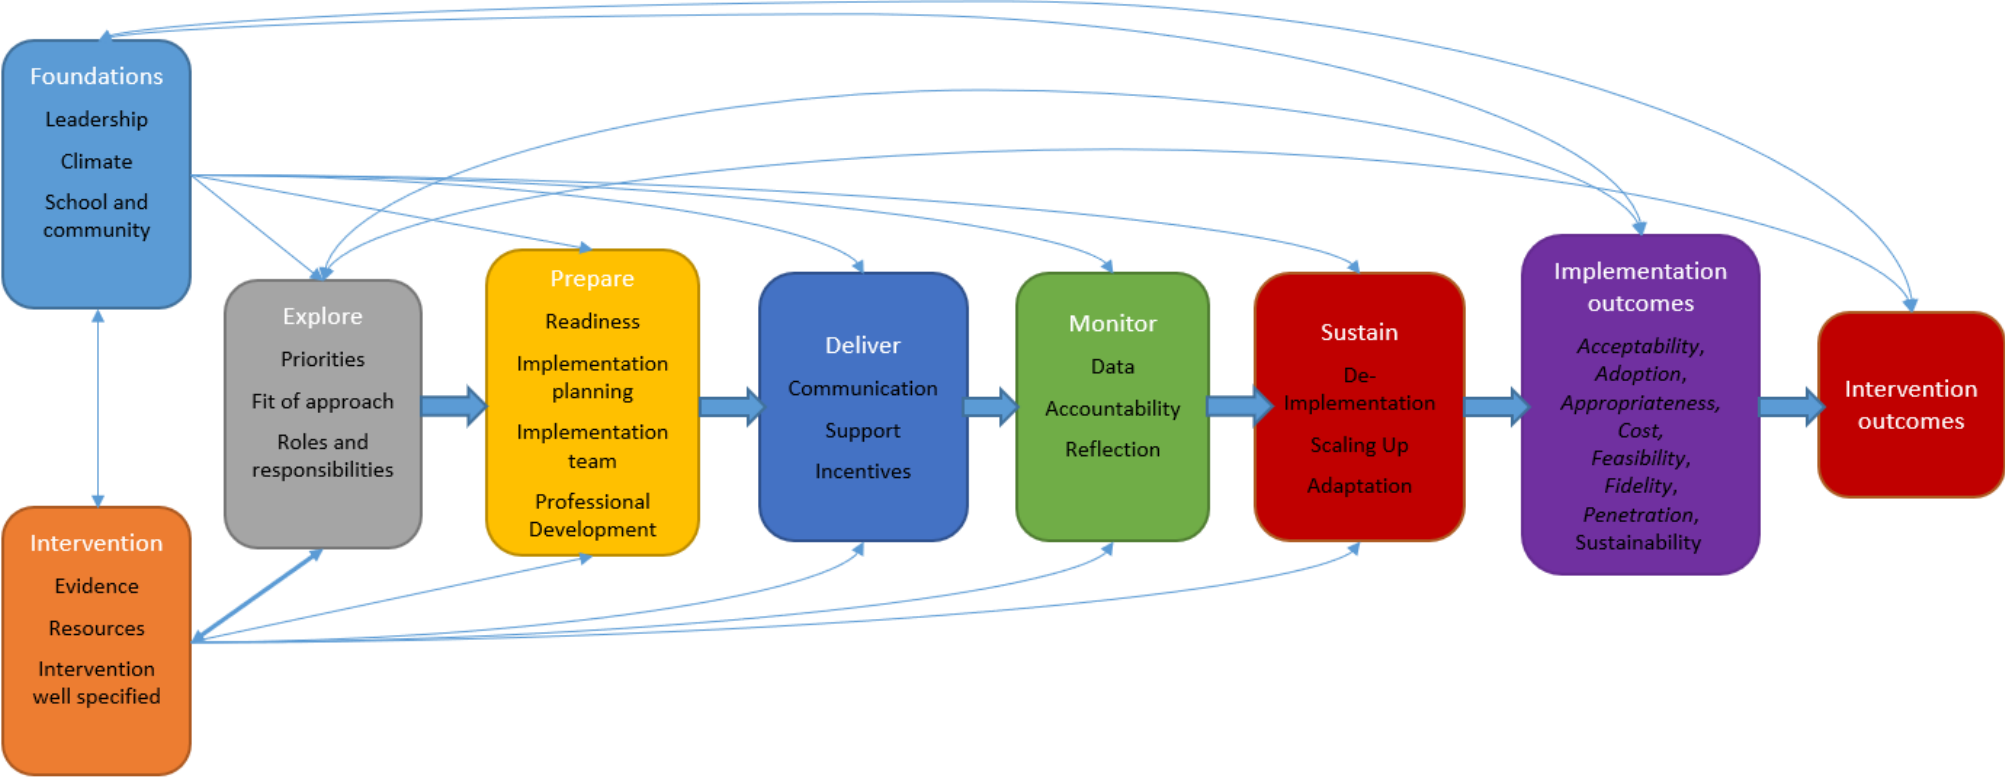 Foundations
Leadership
Climate
School and
community
Intervention
Evidence
Resources
Intervention
well specified
Explore
Priorities
Fit of approach
Roles and
responsibilities
Prepare
Readiness
Implementation
planning
Implementation
team
Professional
Development
Deliver
Communication
Support
Incentives
Monitor
Data
Accountability
Reflection
Sustain
De-
Implementation
Scaling Up
Adaptation
Implementation
outcomes
Acceptability,
Adoption,
Appropriateness,
Cost,
Feasibility,
Fidelity,
Penetration,
Sustainability
Intervention
outcomes